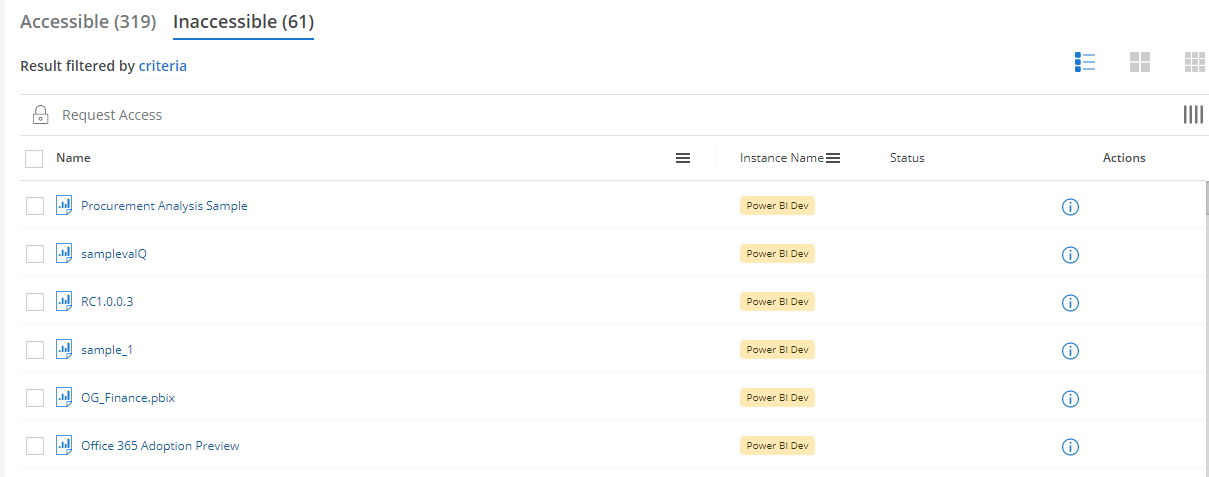 Accessible (319) Inaccessible (61)
Result filtered by criteria
Request Access
Name Instance Name Status Actions
Procurement Analysis Sample Power BI Dev
samplevalQ Power BI Dev
RC1.0.0.3 Power BI Dev
sample_1 Power BI Dev
OG_Finance.pbix Power BI Dev
Office 365 Adoption Preview Power BI Dev